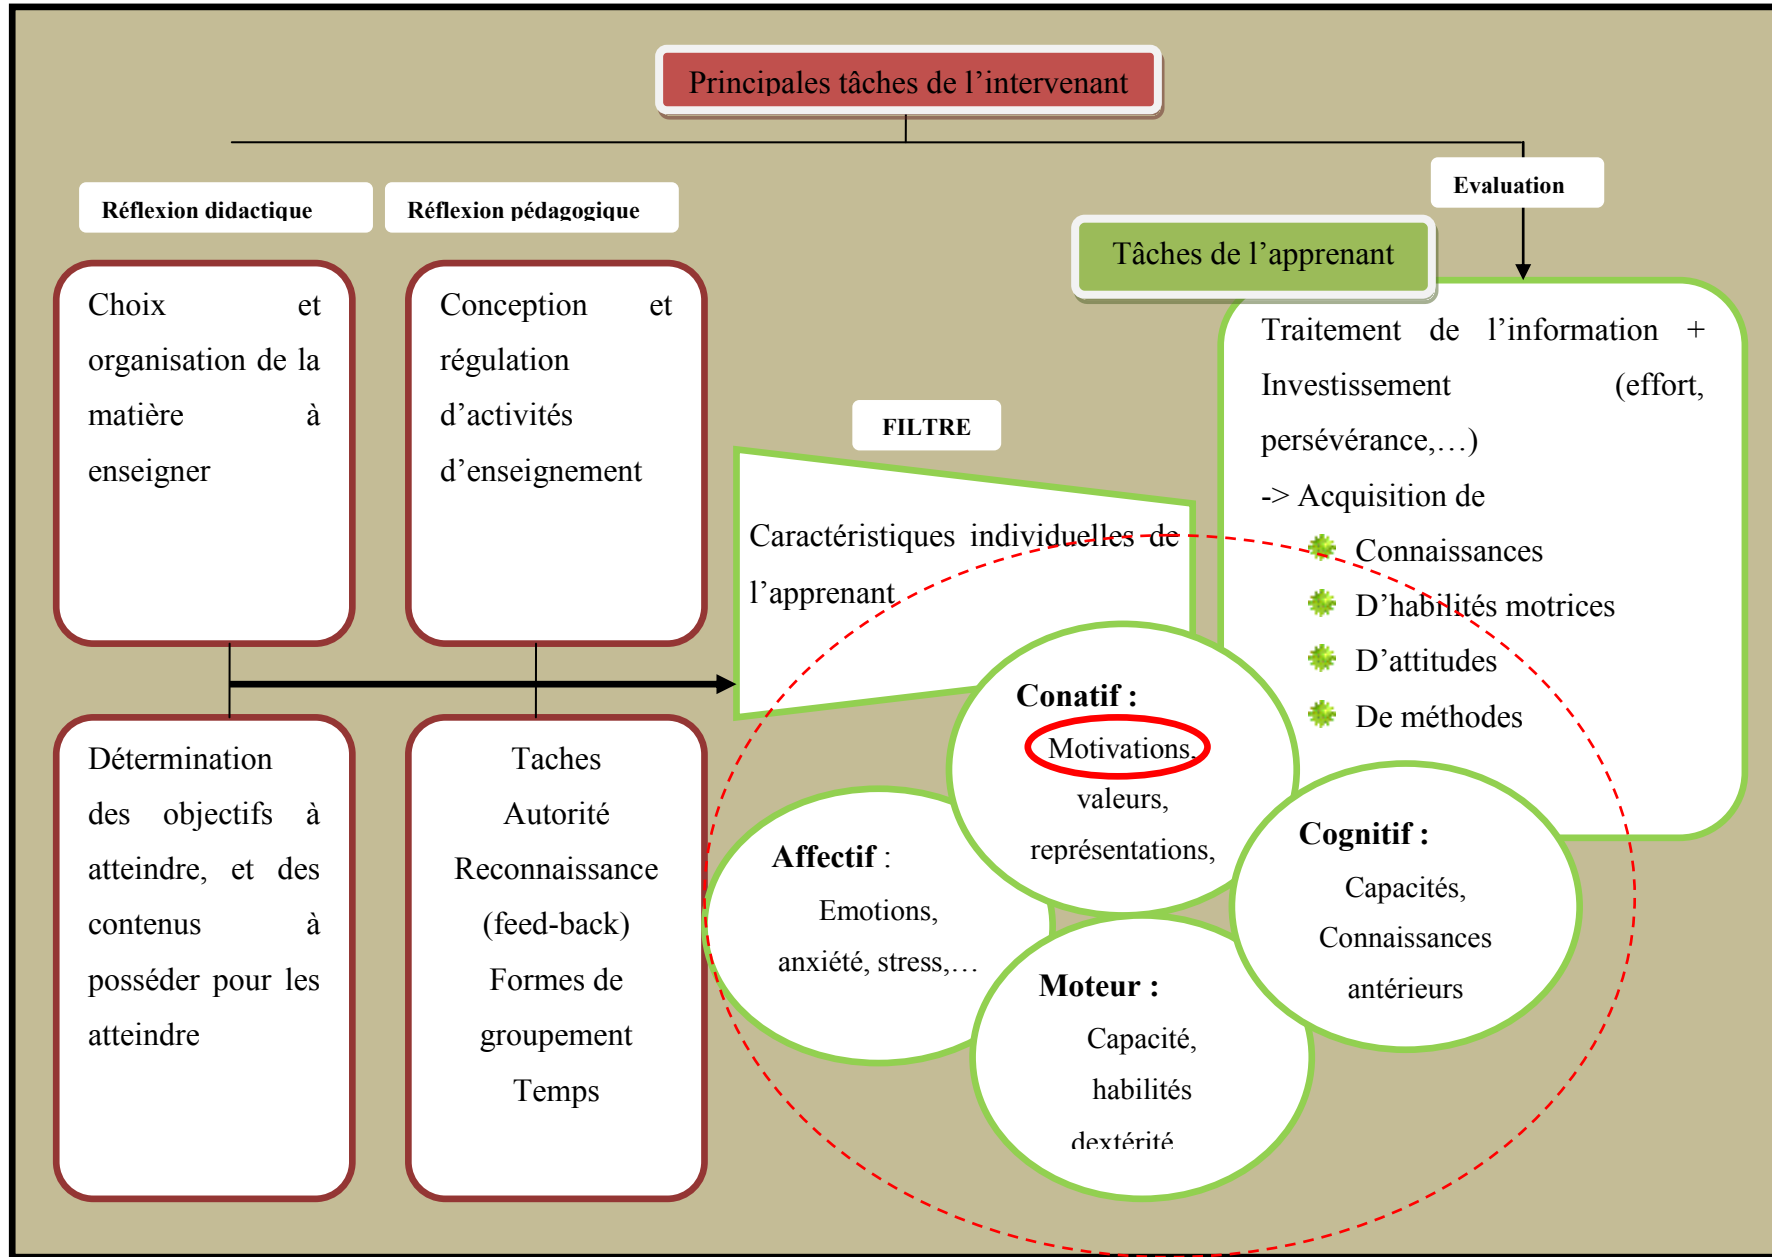 Principales tâches de l’intervenant
Réflexion didactique
Réflexion pédagogique
Evaluation
Choix et
organisation de la
matière à
enseigner
Conception et
régulation
d’activités
d’enseignement
Tâches de l’apprenant
Traitement de l’information +
Investissement (effort,
persévérance,…)
-> Acquisition de
Connaissances
D’habilités motrices
D’attitudes
De méthodes
FILTRE
Caractéristiques individuelles de
l’apprenant
Détermination
des objectifs à
atteindre, et des
contenus à
posséder pour les
atteindre
Taches
Autorité
Reconnaissance
(feed-back)
Formes de
groupement
Temps
Conatif :
Motivations,
valeurs,
représentations,
Affectif :
Emotions,
anxiété, stress,…
Cognitif :
Capacités,
Connaissances
antérieurs
Moteur :
Capacité,
habilités
dextérité